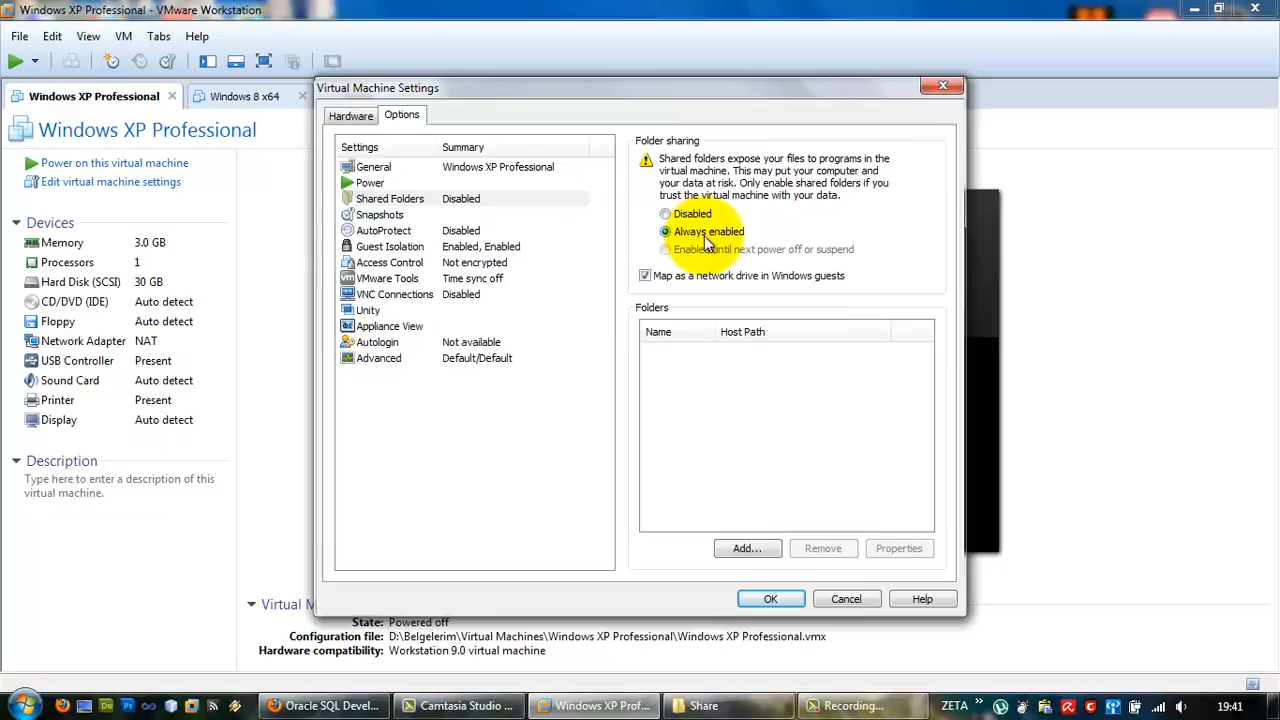 Windows XP Professional - VMware Workstation
File Edit View VM Tabs Help
Windows XP Professional
Windows 8 x64
Windows XP Professional
Power on this virtual machine
Edit virtual machine settings
Devices
Memory 3.0 GB
Processors 1
Hard Disk (SCSI) 30 GB
CD/DVD (IDE) Auto detect
Floppy Auto detect
Network Adapter NAT
USB Controller Present
Sound Card Auto detect
Printer Present
Display Auto detect
Description
Type here to enter a description of this
virtual machine.
Virtual Machine Settings
Hardware Options
Settings Summary
General Windows XP Professional
Power
Shared Folders Disabled
Snapshots
AutoProtect Disabled
Guest Isolation Enabled, Enabled
Access Control Not encrypted
VMware Tools Time sync off
VNC Connections Disabled
Unity
Appliance View
Autologin Not available
Advanced Default/Default
Folder sharing
Shared folders expose your files to programs in the
virtual machine. This may put your computer and
your data at risk. Only enable shared folders if you
trust the virtual machine with your data.
Disabled
Always enabled
Enabled until next power off or suspend
Map as a network drive in Windows guests
Folders
Name Host Path
Add... Remove Properties
OK Cancel Help
Virtual M
State: Powered off
Configuration file: D:\Belgelerim\Virtual Machines\Windows XP Professional\Windows XP Professional.vmx
Hardware compatibility: Workstation 9.0 virtual machine
Oracle SQL Devel... Camtasia Studio ... Windows XP Prof... Share Recording... ZETA 19:41